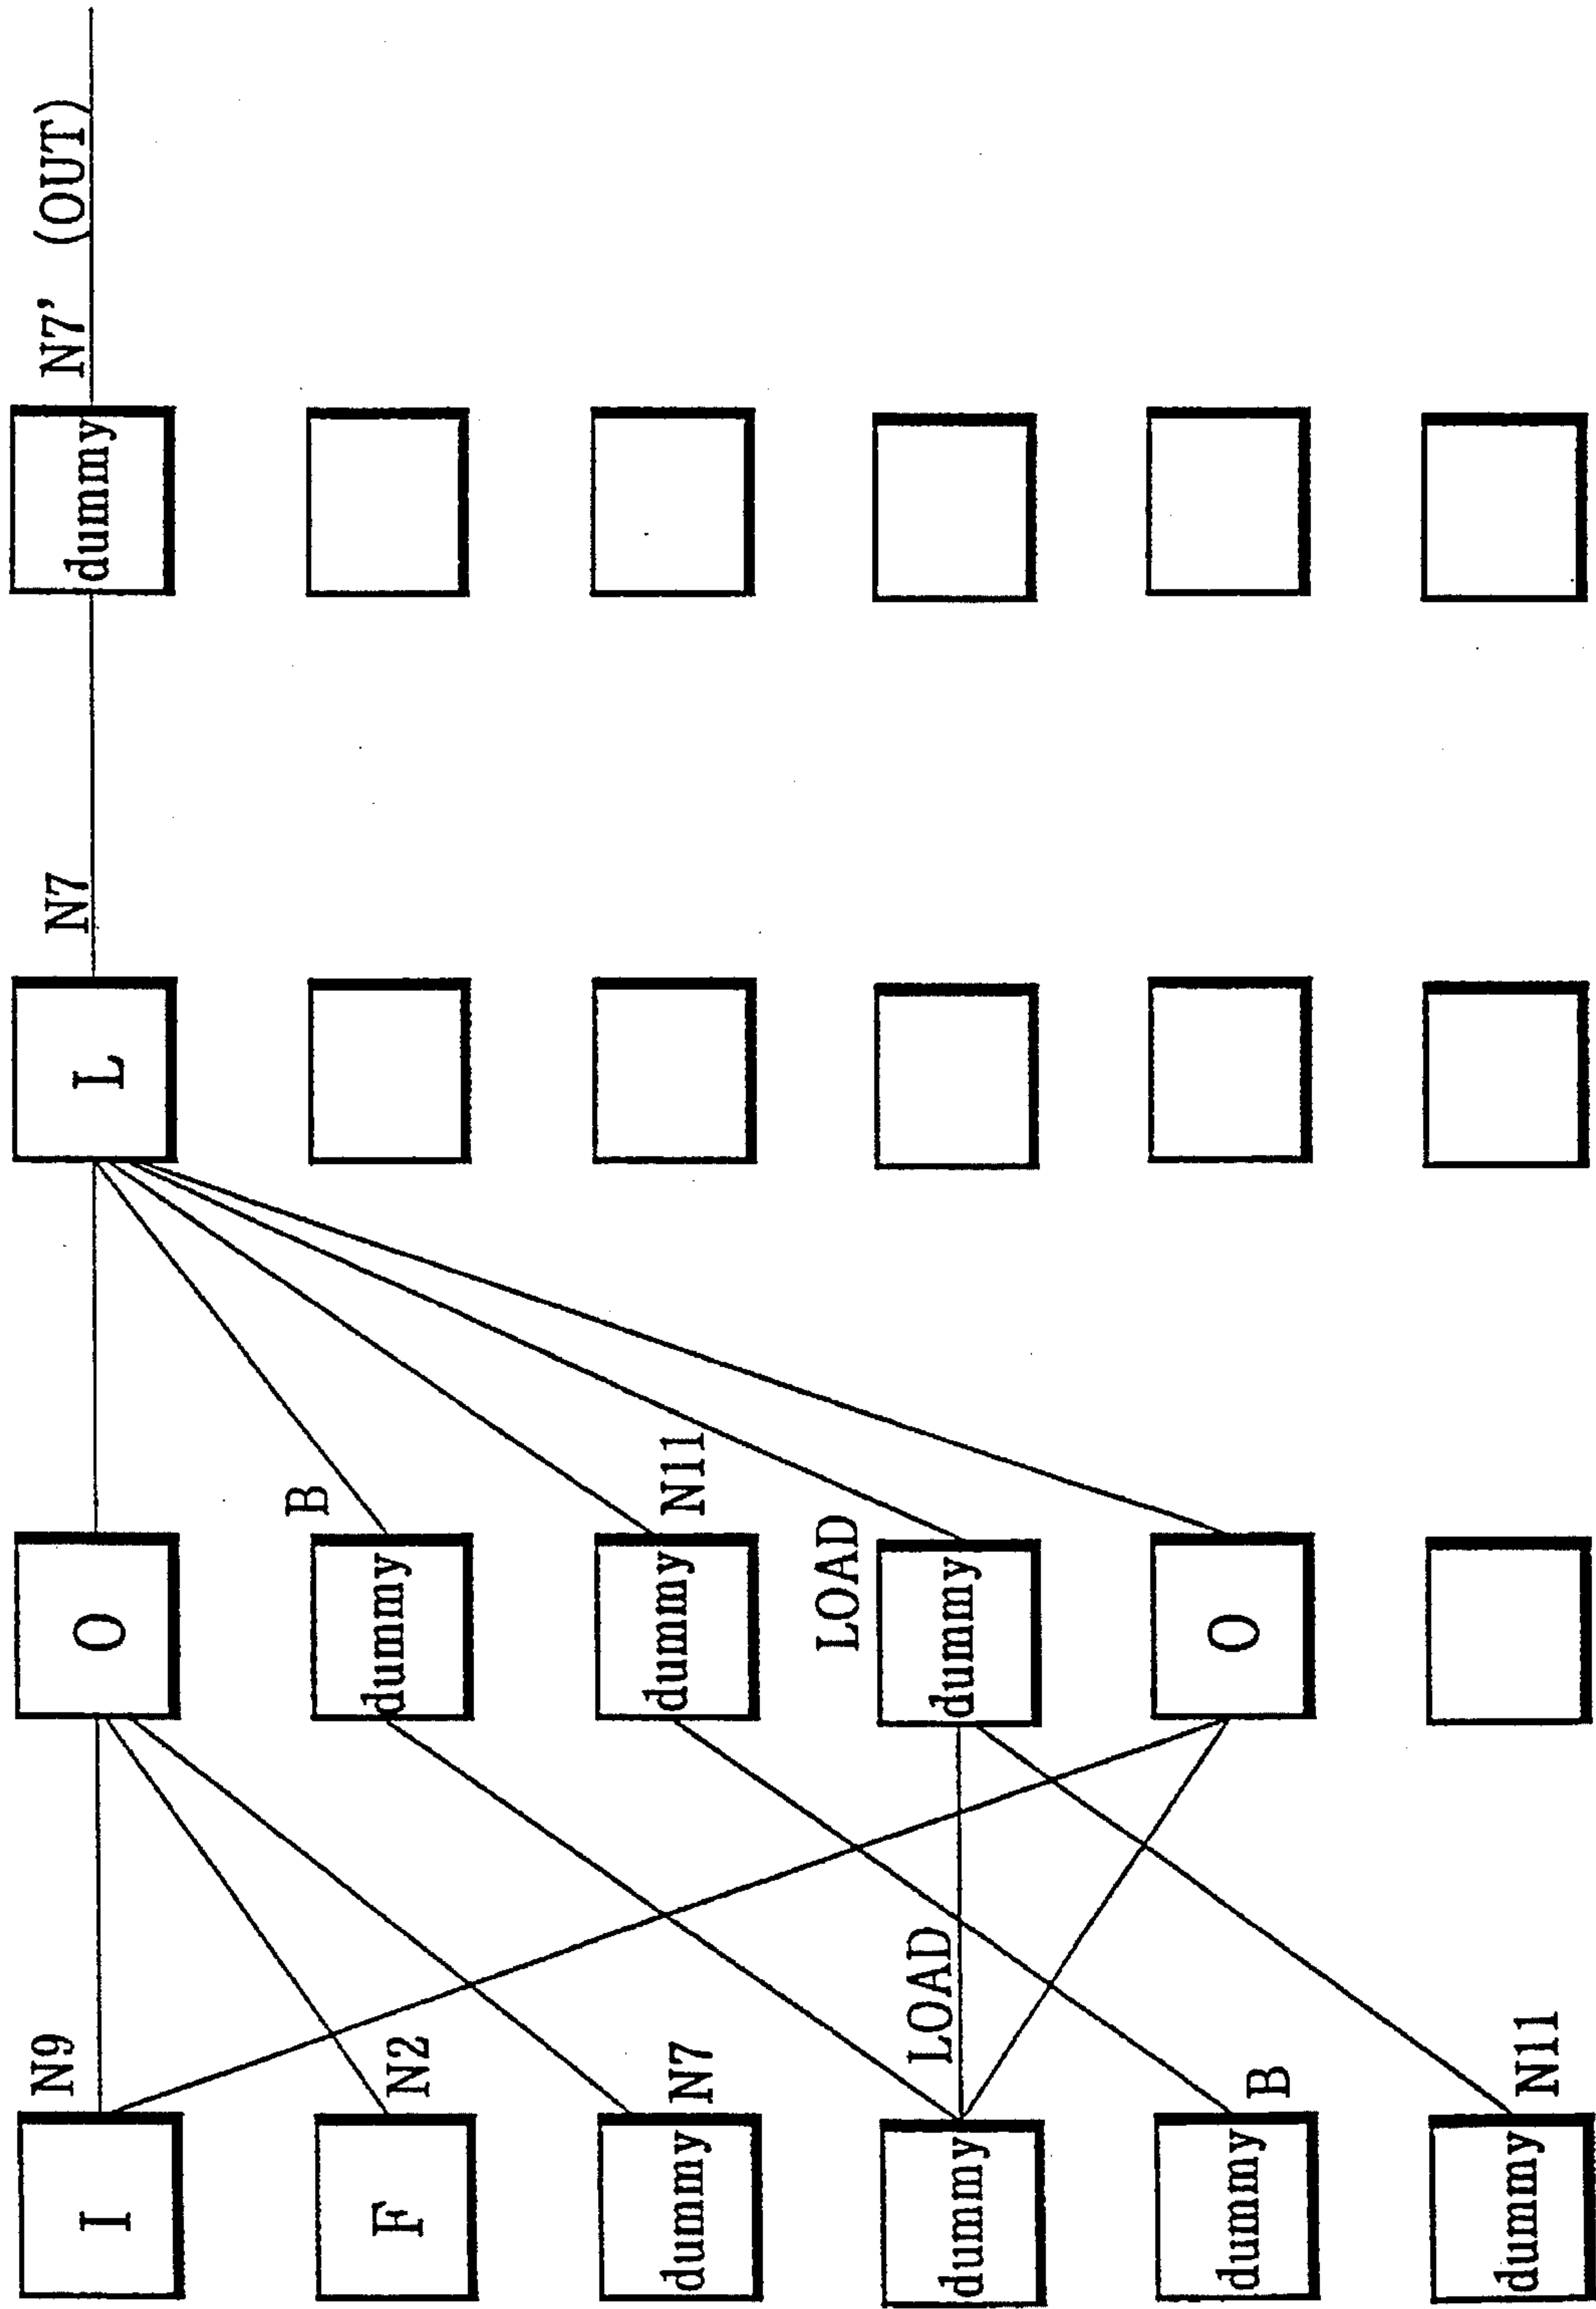 N9 N7 N7' (OUT)
I O L dummy
B
F N2 dummy
dummy N7 dummy N11
LOAD
LOAD
dummy dummy
dummy B O
dummy N11